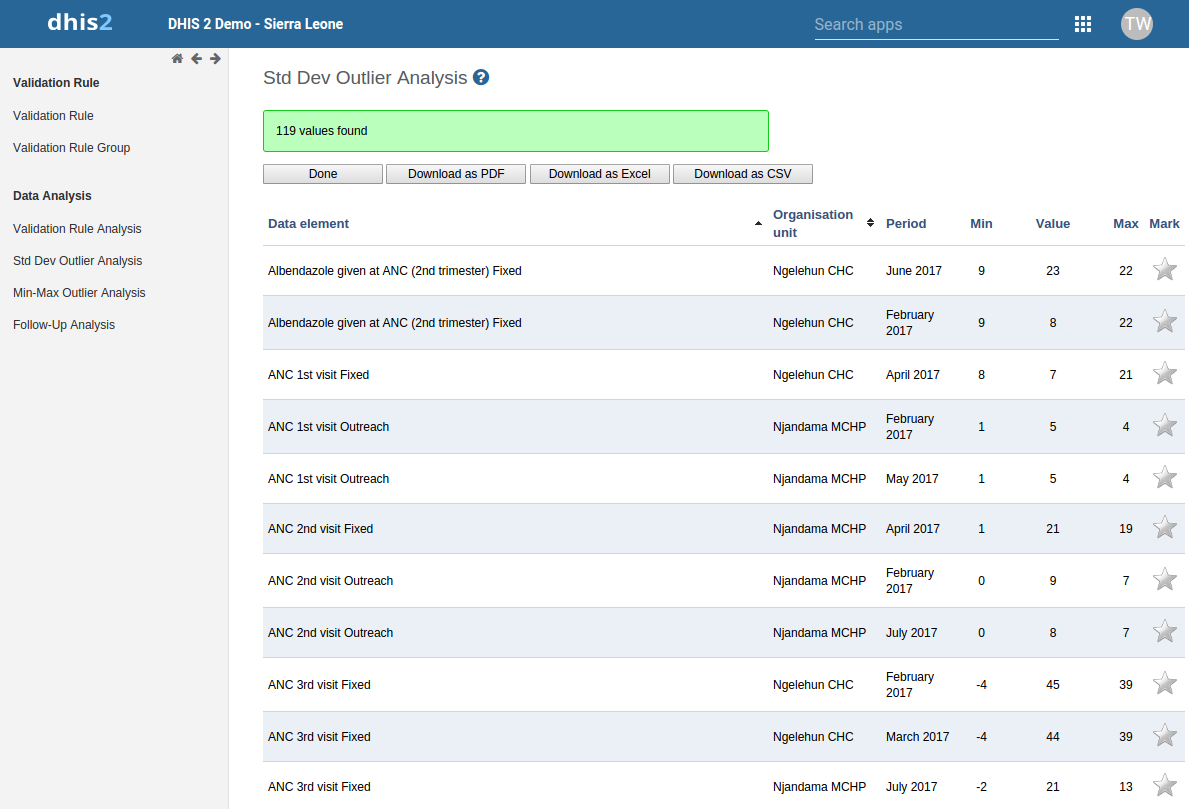 dhis2 DHIS 2 Demo - Sierra Leone Search apps TW
Validation Rule
Validation Rule
Validation Rule Group
Data Analysis
Validation Rule Analysis
Std Dev Outlier Analysis
Min-Max Outlier Analysis
Follow-Up Analysis
Std Dev Outlier Analysis ?
119 values found
Done Download as PDF Download as Excel Download as CSV
Data element Organisation unit Period Min Value Max Mark
Albendazole given at ANC (2nd trimester) Fixed Ngelehun CHC June 2017 9 23 22
Albendazole given at ANC (2nd trimester) Fixed Ngelehun CHC February 2017 9 8 22
ANC 1st visit Fixed Ngelehun CHC April 2017 8 7 21
ANC 1st visit Outreach Njandama MCHP February 2017 1 5 4
ANC 1st visit Outreach Njandama MCHP May 2017 1 5 4
ANC 2nd visit Fixed Njandama MCHP April 2017 1 21 19
ANC 2nd visit Outreach Njandama MCHP February 2017 0 9 7
ANC 2nd visit Outreach Njandama MCHP July 2017 0 8 7
ANC 3rd visit Fixed Ngelehun CHC February 2017 -4 45 39
ANC 3rd visit Fixed Ngelehun CHC March 2017 -4 44 39
ANC 3rd visit Fixed Njandama MCHP July 2017 -2 21 13